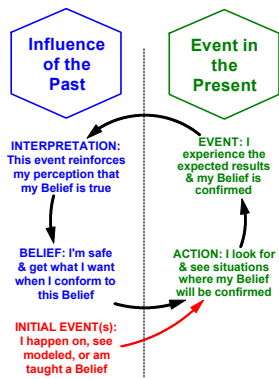 Influence
of the
Past
Event in
the
Present
INTERPRETATION:
This event reinforces
my perception that
my Belief is true
EVENT: I
experience the
expected results
& my Belief is
confirmed
BELIEF: I'm safe
& get what I want
when I conform to
this Belief
ACTION: I look for
& see situations
where my Belief
will be confirmed
INITIAL EVENT(s):
I happen on, see
modeled, or am
taught a Belief